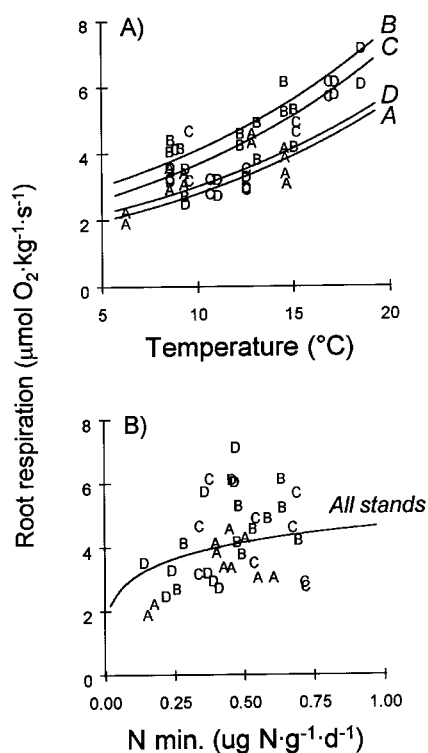 Root respiration (μmol O₂·kg⁻¹·s⁻¹)
A)
B
C
D
A
8
6
4
2
0
5
10
15
20
Temperature (°C)
B)
All stands
8
6
4
2
0
0.00
0.25
0.50
0.75
1.00
N min. (ug N·g⁻¹·d⁻¹)